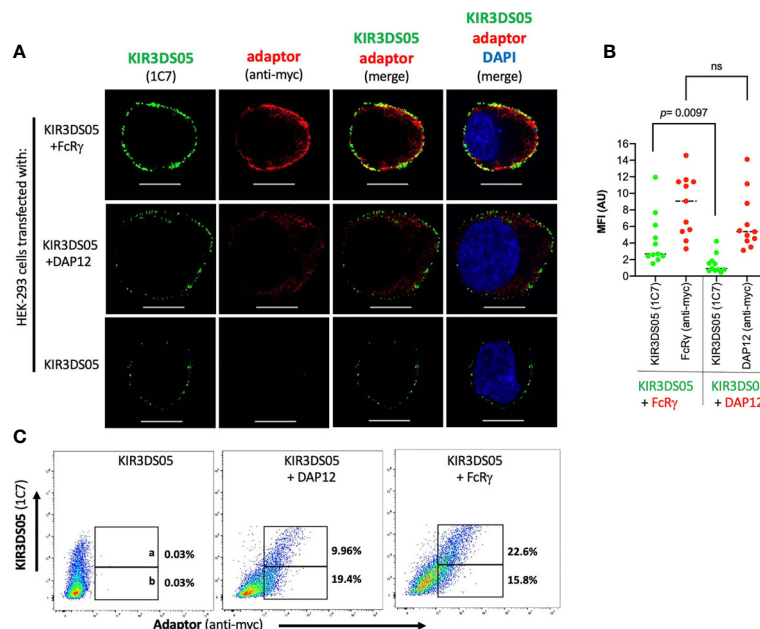 A
KIR3DS05
(1C7)
adaptor
(anti-myc)
KIR3DS05
adaptor
(merge)
KIR3DS05
adaptor
DAPI
(merge)
HEK-293 cells transfected with:
KIR3DS05
+FcRγ
KIR3DS05
+DAP12
KIR3DS05
B
ns
p= 0.0097
MFI (AU)
16
14
12
10
8
6
4
2
0
KIR3DS05 (1C7)
FcRγ (anti-myc)
KIR3DS05 (1C7)
DAP12 (anti-myc)
KIR3DS05
+ FcRγ
KIR3DS0
+ DAP12
C
KIR3DS05 (1C7)
KIR3DS05
a 0.03%
b 0.03%
KIR3DS05
+ DAP12
9.96%
19.4%
KIR3DS05
+ FcRγ
22.6%
15.8%
Adaptor (anti-myc)